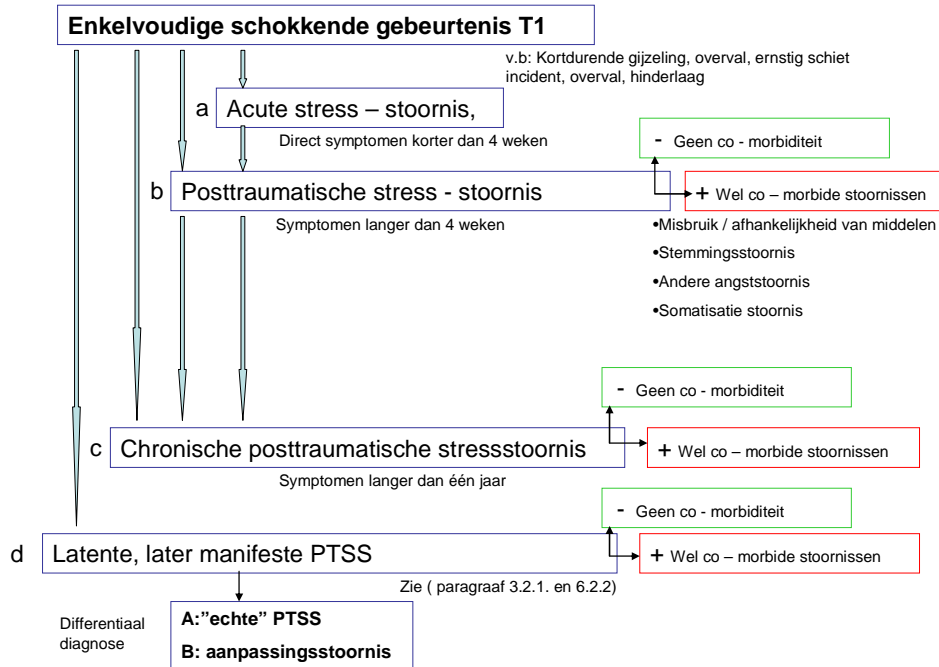 Enkelvoudige schokkende gebeurtenis T1
v.b: Kortdurende gijzeling, overval, ernstig schiet
incident, overval, hinderlaag
a Acute stress – stoornis,
Direct symptomen korter dan 4 weken
- Geen co - morbiditeit
b Posttraumatische stress - stoornis
+ Wel co – morbide stoornissen
Symptomen langer dan 4 weken
•Misbruik / afhankelijkheid van middelen
•Stemmingsstoornis
•Andere angststoornis
•Somatisatie stoornis
- Geen co - morbiditeit
c Chronische posttraumatische stressstoornis
+ Wel co – morbide stoornissen
Symptomen langer dan één jaar
- Geen co - morbiditeit
d Latente, later manifeste PTSS
+ Wel co – morbide stoornissen
Zie ( paragraaf 3.2.1. en 6.2.2)
Differentiaal
diagnose
A:”echte” PTSS
B: aanpassingsstoornis